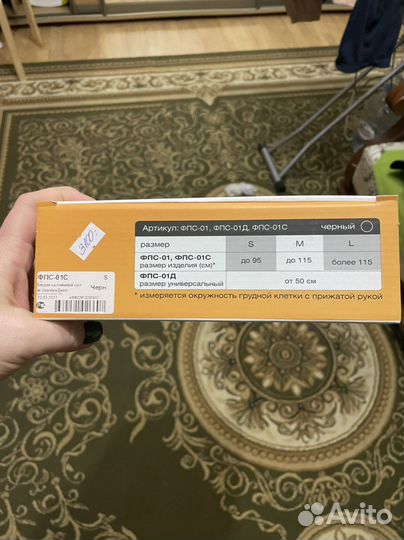 3.100=
Артикул: ФПС-01, ФПС-01Д, ФПС-01С черный
размер S M L
ФПС-01, ФПС-01С
размер изделия (см)* до 95 до 115 более 115
ФПС-01Д
размер универсальный от 50 см
* измеряется окружность грудной клетки с прижатой рукой
ФПС-01С S
Черн
Avito